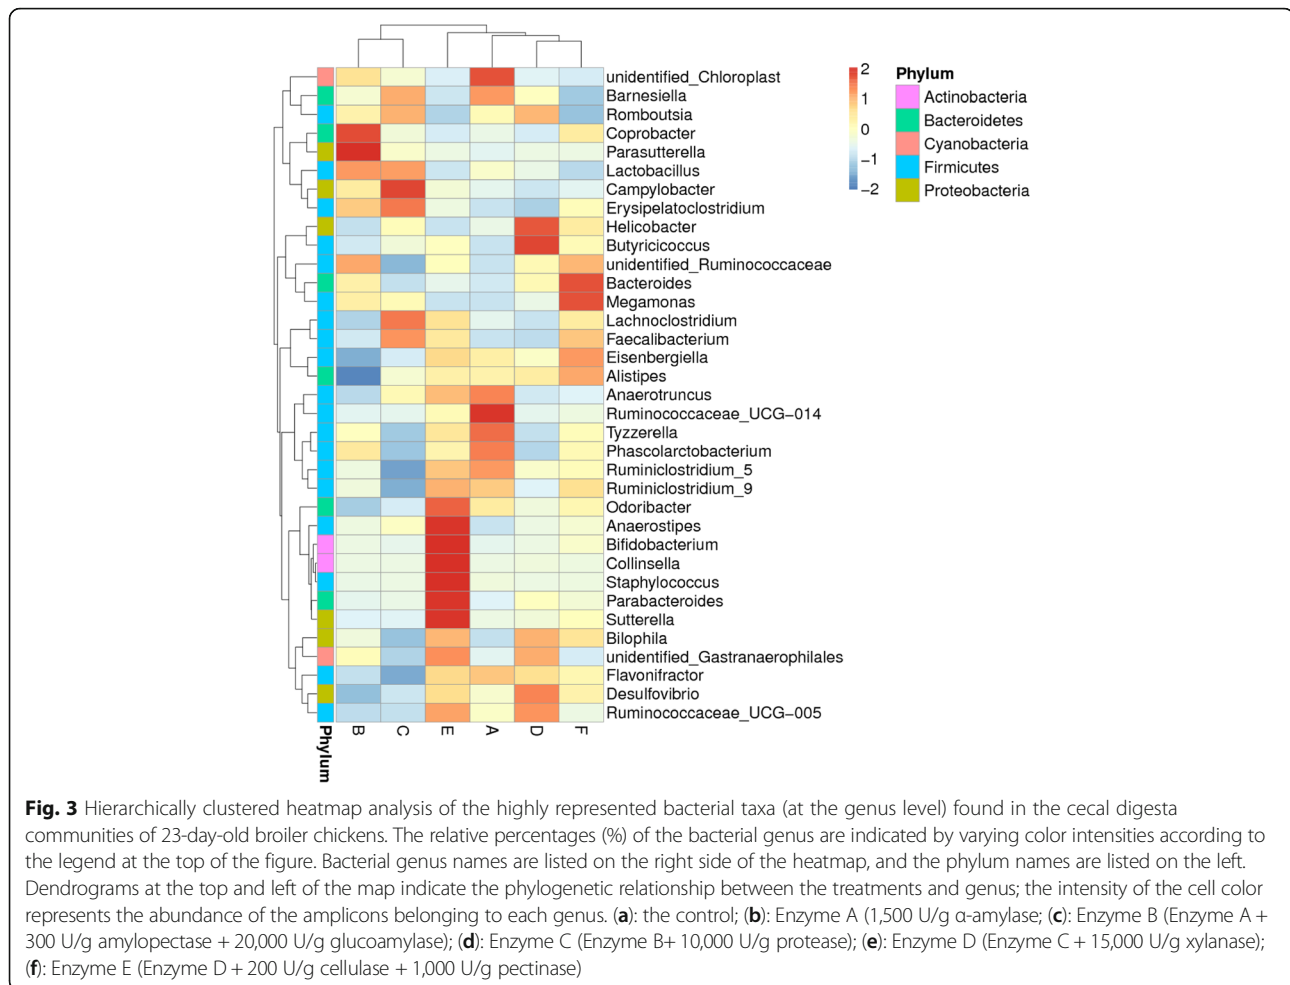 unidentified_Chloroplast
Barnesiella
Romboutsia
Coprobacter
Parasutterella
Lactobacillus
Campylobacter
Erysipelatoclostridium
Helicobacter
Butyricicoccus
unidentified_Ruminococcaceae
Bacteroides
Megamonas
Lachnoclostridium
Faecalibacterium
Eisenbergiella
Alistipes
Anaerotruncus
Ruminococcaceae_UCG−014
Tyzzerella
Phascolarctobacterium
Ruminiclostridium_5
Ruminiclostridium_9
Odoribacter
Anaerostipes
Bifidobacterium
Collinsella
Staphylococcus
Parabacteroides
Sutterella
Bilophila
unidentified_Gastranaerophilales
Flavonifractor
Desulfovibrio
Ruminococcaceae_UCG−005
2
1
0
−1
−2
Phylum
Actinobacteria
Bacteroidetes
Cyanobacteria
Firmicutes
Proteobacteria
Phylum
B
C
E
A
D
F
Fig. 3 Hierarchically clustered heatmap analysis of the highly represented bacterial taxa (at the genus level) found in the cecal digesta
communities of 23-day-old broiler chickens. The relative percentages (%) of the bacterial genus are indicated by varying color intensities according to
the legend at the top of the figure. Bacterial genus names are listed on the right side of the heatmap, and the phylum names are listed on the left.
Dendrograms at the top and left of the map indicate the phylogenetic relationship between the treatments and genus; the intensity of the cell color
represents the abundance of the amplicons belonging to each genus. (a): the control; (b): Enzyme A (1,500 U/g α-amylase; (c): Enzyme B (Enzyme A +
300 U/g amylopectase + 20,000 U/g glucoamylase); (d): Enzyme C (Enzyme B+ 10,000 U/g protease); (e): Enzyme D (Enzyme C + 15,000 U/g xylanase);
(f): Enzyme E (Enzyme D + 200 U/g cellulase + 1,000 U/g pectinase)